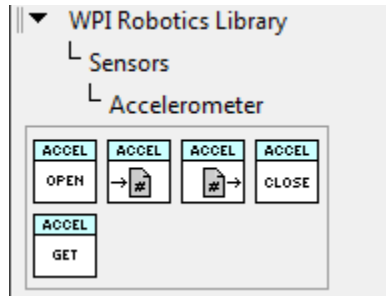 WPI Robotics Library
Sensors
Accelerometer
ACCEL ACCEL ACCEL ACCEL
OPEN # # CLOSE
ACCEL
GET